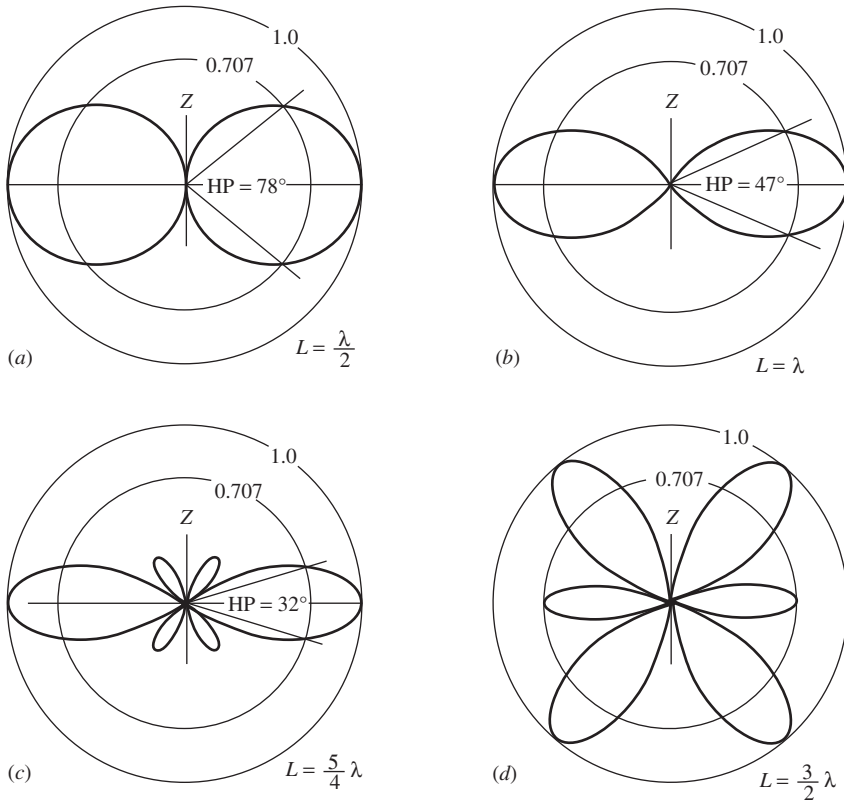 1.0
0.707
Z
HP = 78°
(a)
L = λ/2
1.0
0.707
Z
HP = 47°
(b)
L = λ
1.0
0.707
Z
HP = 32°
(c)
L = 5/4 λ
1.0
0.707
Z
(d)
L = 3/2 λ